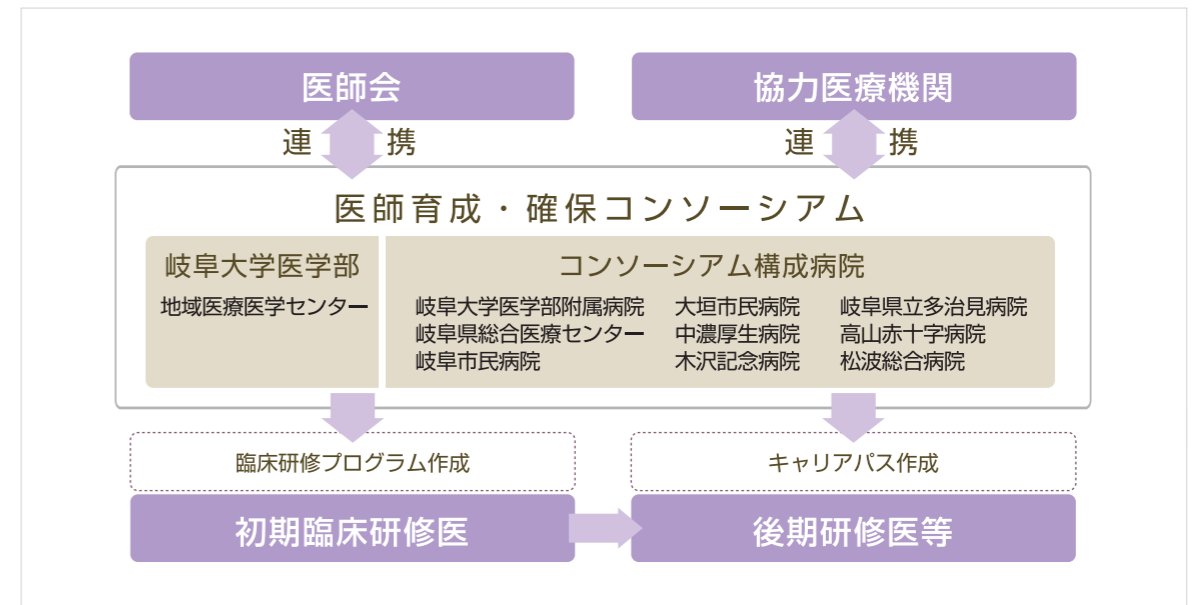 医師会
協力医療機関
連携
連携
医師育成・確保コンソーシアム
岐阜大学医学部
地域医療医学センター
コンソーシアム構成病院
岐阜大学医学部附属病院 大垣市民病院 岐阜県立多治見病院
岐阜県総合医療センター 中濃厚生病院 高山赤十字病院
岐阜市民病院 木沢記念病院 松波総合病院
臨床研修プログラム作成
キャリアパス作成
初期臨床研修医
後期研修医等